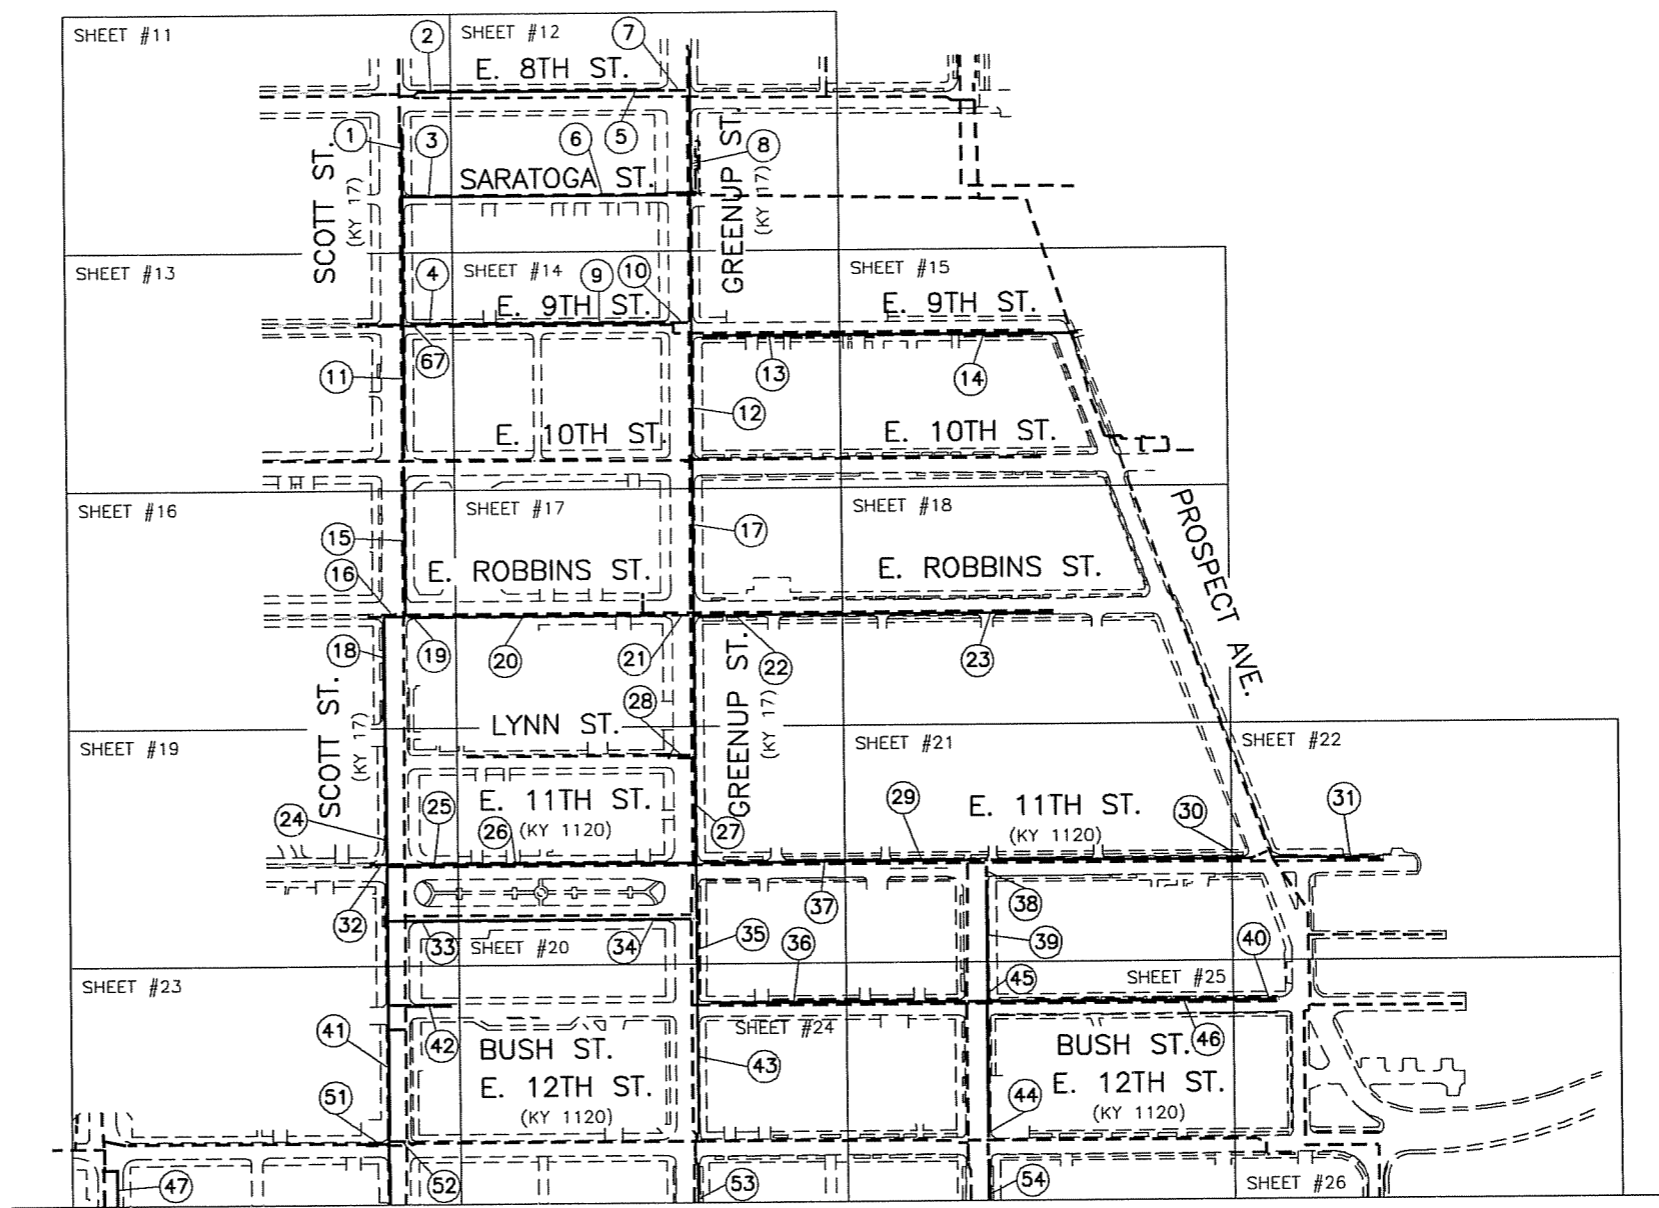 SHEET #11
2
SHEET #12
7
E. 8TH ST.
1
3
6
5
8
SCOTT ST.
(KY 17)
SARATOGA ST.
GREENUP ST.
(KY 17)
SHEET #13
4
SHEET #14
9
10
SHEET #15
E. 9TH ST.
E. 9TH ST.
67
11
13
14
12
E. 10TH ST.
E. 10TH ST.
SHEET #16
SHEET #17
SHEET #18
15
17
PROSPECT AVE.
16
E. ROBBINS ST.
E. ROBBINS ST.
18
19
20
21
22
23
SCOTT ST.
(KY 17)
28
GREENUP ST.
(KY 17)
LYNN ST.
SHEET #19
SHEET #21
SHEET #22
24
25
E. 11TH ST.
(KY 1120)
26
27
29
E. 11TH ST.
(KY 1120)
30
31
32
33
SHEET #20
34
35
36
37
38
39
40
SHEET #23
45
SHEET #25
41
42
BUSH ST.
E. 12TH ST.
(KY 1120)
SHEET #24
43
BUSH ST.
46
E. 12TH ST.
(KY 1120)
51
44
47
52
53
54
SHEET #26